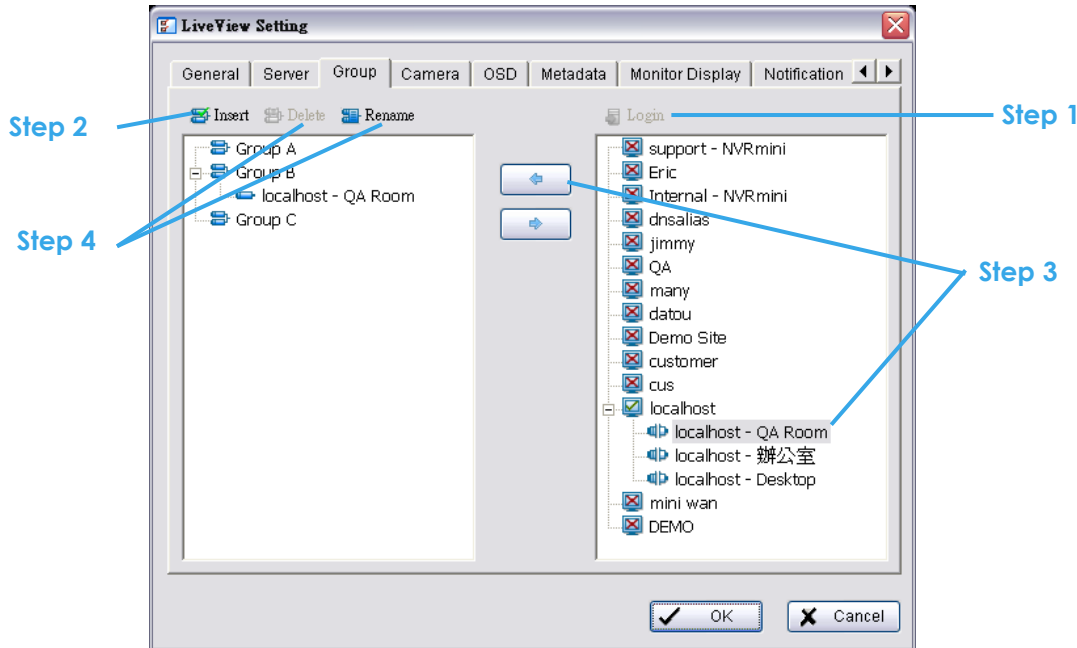 LiveView Setting
General Server Group Camera OSD Metadata Monitor Display Notification
Insert Delete Rename
Login
Step 1
Step 2
Step 3
Step 4
Group A
Group B
localhost - QA Room
Group C
support - NVRmini
Eric
Internal - NVRmini
dnsalias
jimmy
QA
many
datou
Demo Site
customer
cus
localhost
localhost - QA Room
localhost - 辦公室
localhost - Desktop
mini wan
DEMO
OK
Cancel